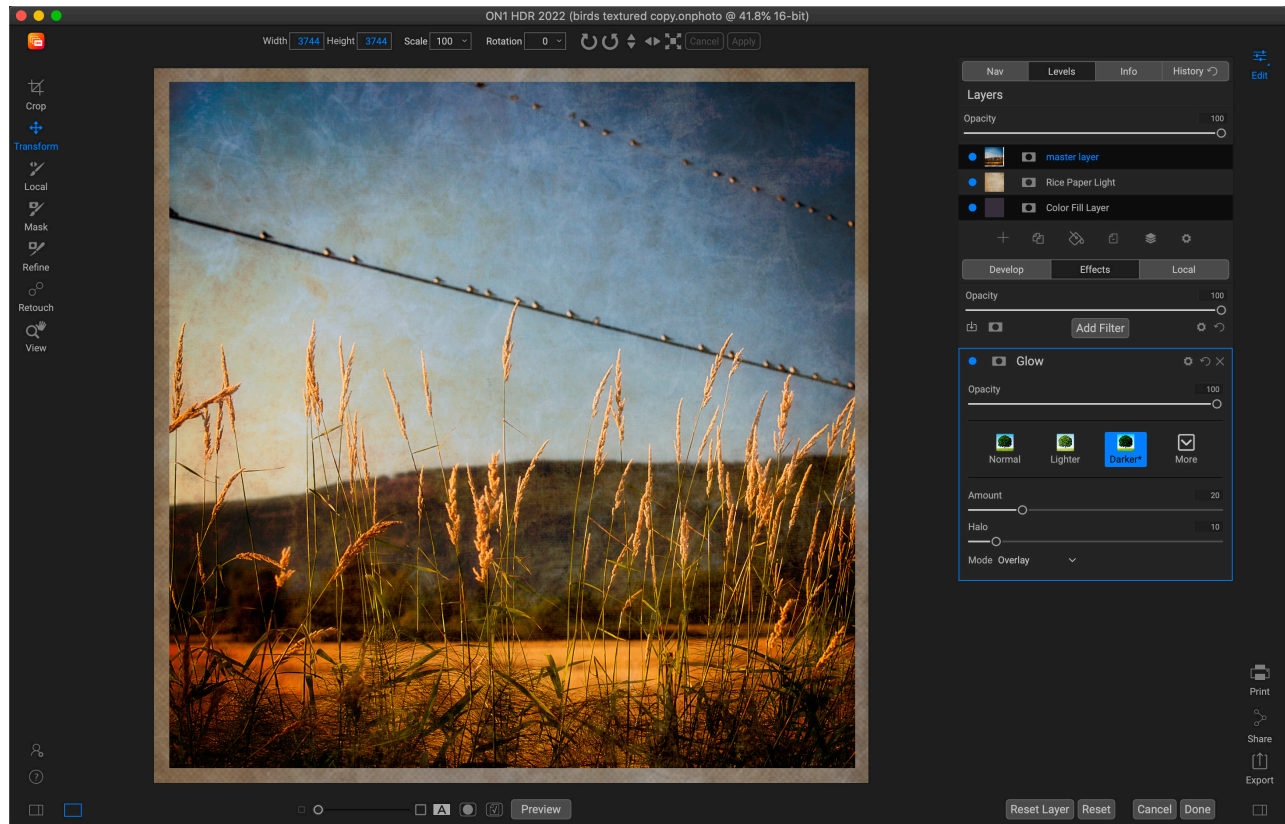 ON1 HDR 2022 (birds textured copy.onphoto @ 41.8% 16-bit)
Width 3744 Height 3744 Scale 100 Rotation 0 Cancel Apply
Edit
Crop
Transform
Local
Mask
Refine
Retouch
View
Nav Levels Info History
Layers
Opacity 100
master layer
Rice Paper Light
Color Fill Layer
Develop Effects Local
Opacity 100
Add Filter
Glow
Opacity 100
Normal Lighter Darker* More
Amount 20
Halo 10
Mode Overlay
Print
Share
Export
?
A Preview
Reset Layer Reset Cancel Done